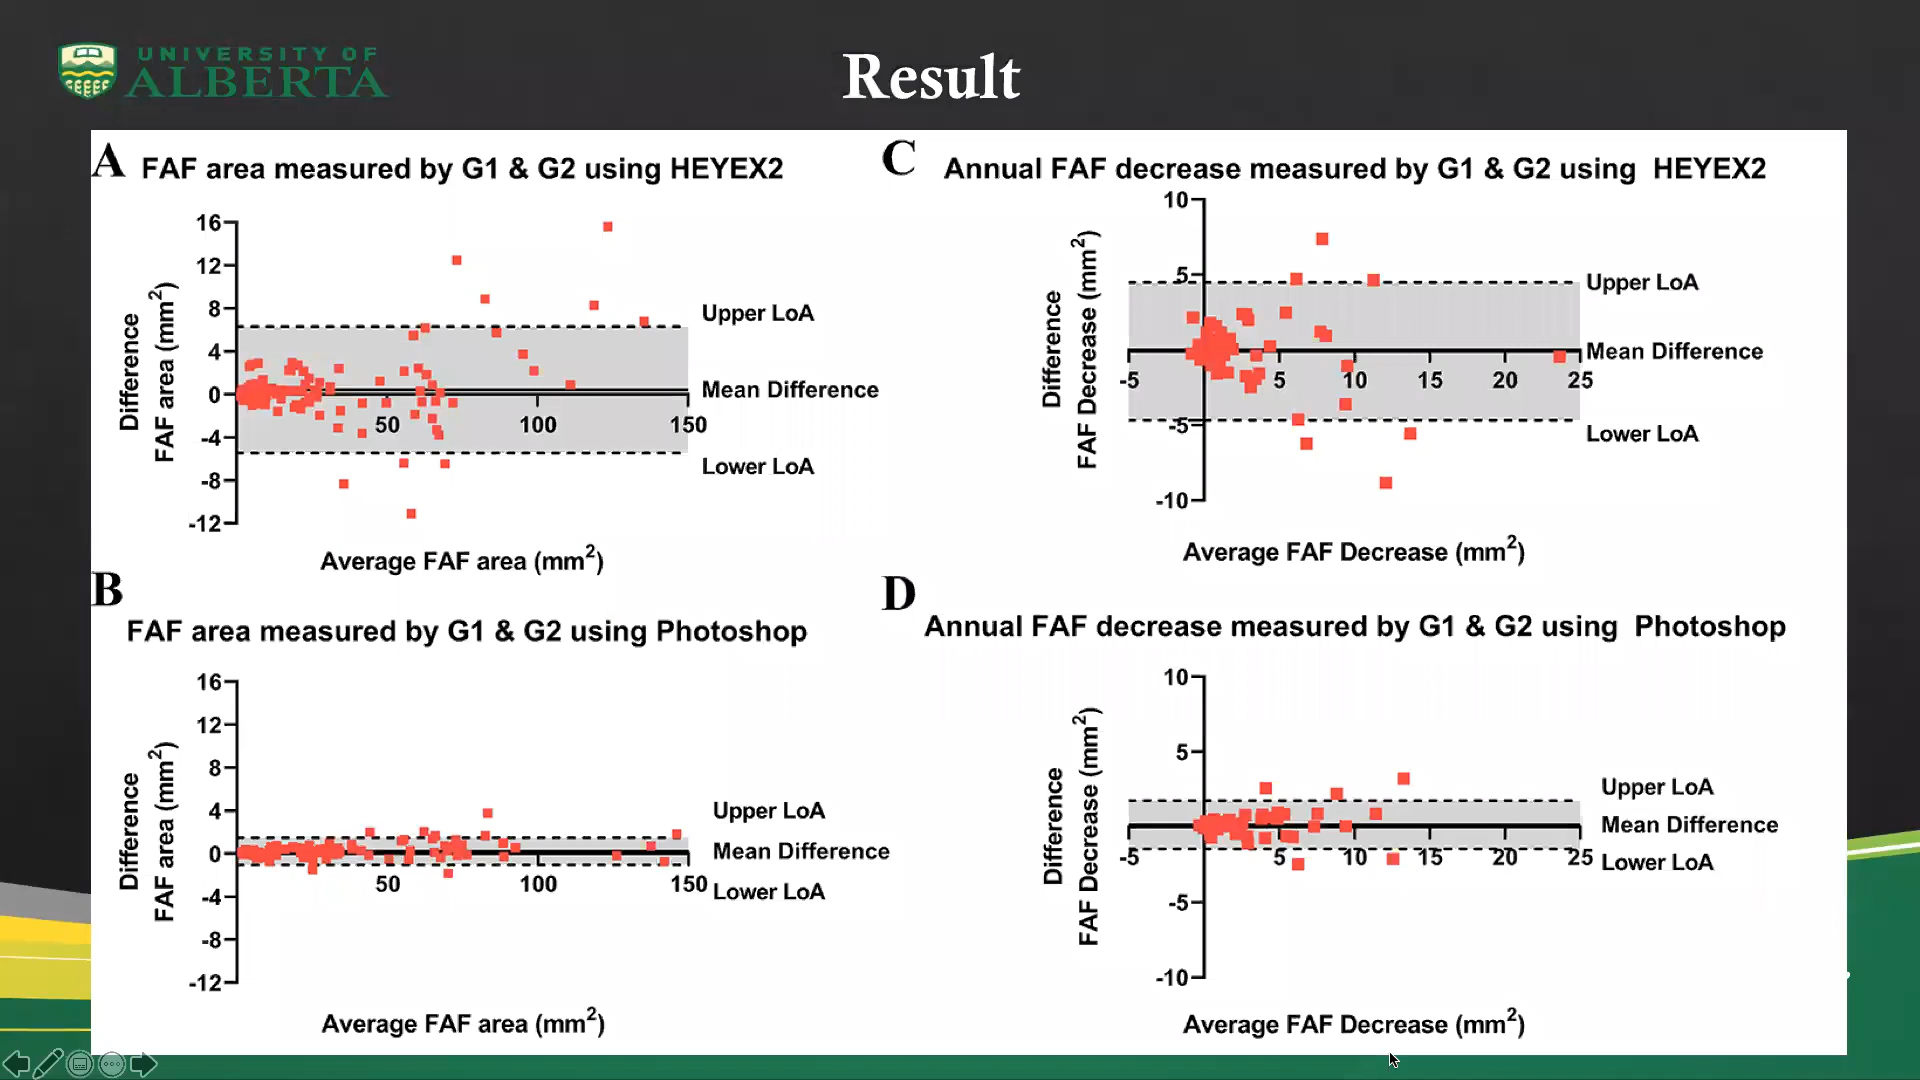 UNIVERSITY OF
ALBERTA
Result
A
FAF area measured by G1 & G2 using HEYEX2
16
12
8
4
0
-4
-8
-12
50
100
150
Difference
FAF area (mm²)
Upper LoA
Mean Difference
Lower LoA
Average FAF area (mm²)
B
FAF area measured by G1 & G2 using Photoshop
16
12
8
4
0
-4
-8
-12
50
100
150
Difference
FAF area (mm²)
Upper LoA
Mean Difference
Lower LoA
Average FAF area (mm²)
C
Annual FAF decrease measured by G1 & G2 using HEYEX2
10
5
-5
-10
-5
5
10
15
20
25
Difference
FAF Decrease (mm²)
Upper LoA
Mean Difference
Lower LoA
Average FAF Decrease (mm²)
D
Annual FAF decrease measured by G1 & G2 using Photoshop
10
5
-5
-10
-5
5
10
15
20
25
Difference
FAF Decrease (mm²)
Upper LoA
Mean Difference
Lower LoA
Average FAF Decrease (mm²)